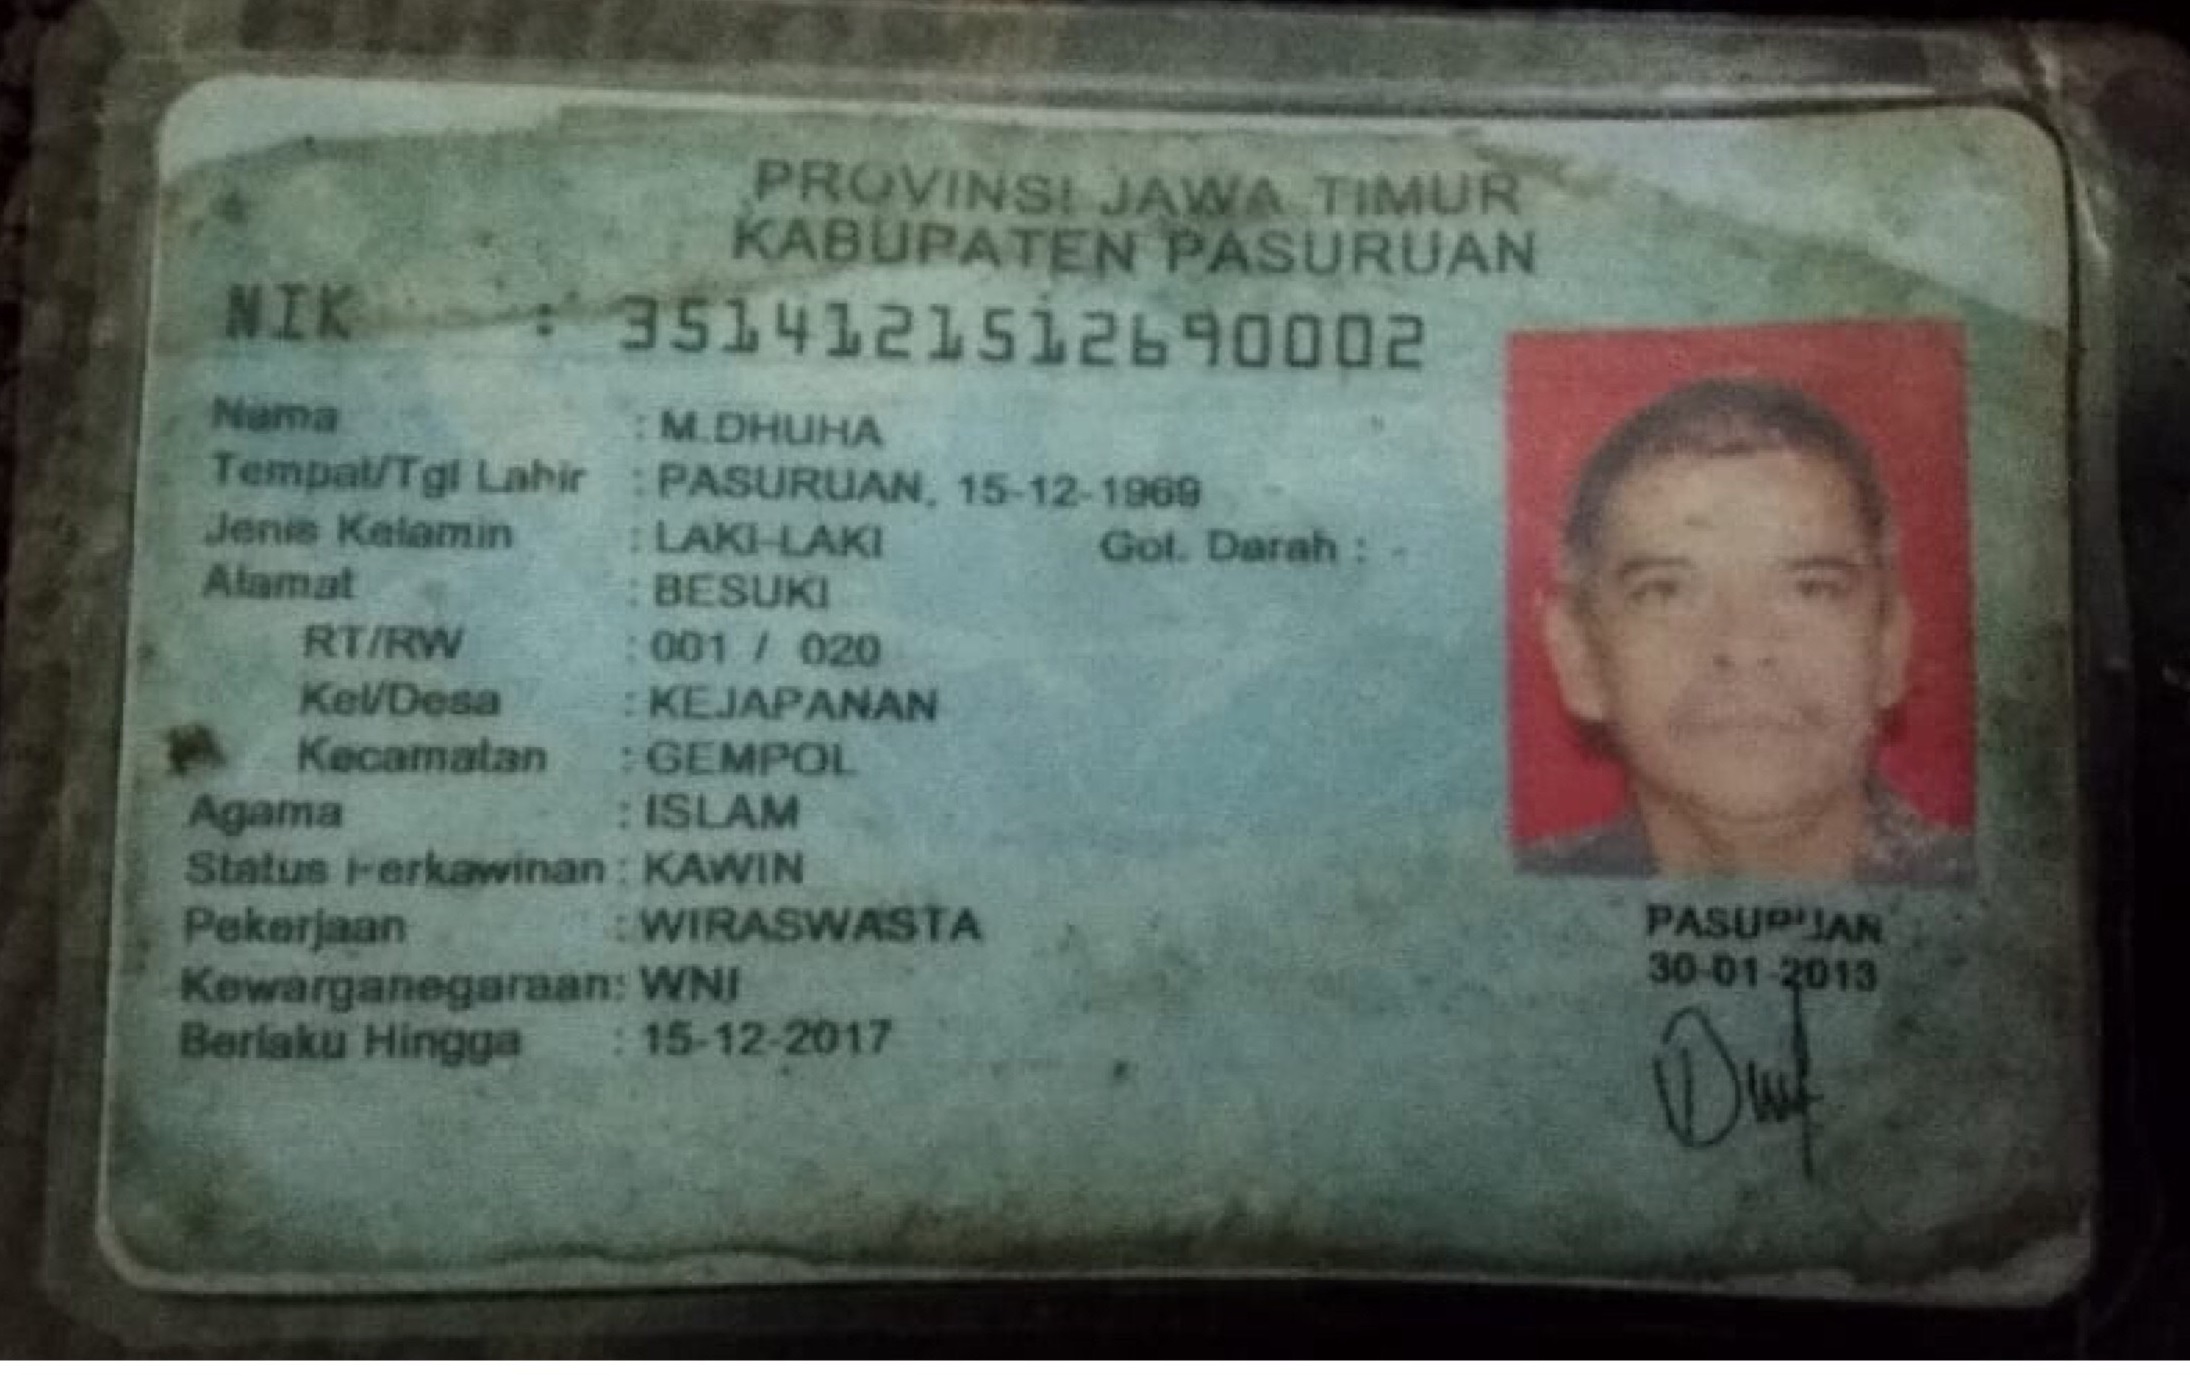 PROVINSI JAWA TIMUR
KABUPATEN PASURUAN
NIK : 3514121512690002
Nama : M.DHUHA
Tempat/Tgl Lahir : PASURUAN, 15-12-1969
Jenis Kelamin : LAKI-LAKI Gol. Darah : -
Alamat : BESUKI
RT/RW : 001 / 020
Kel/Desa : KEJAPANAN
Kecamatan : GEMPOL
Agama : ISLAM
Status Perkawinan : KAWIN
Pekerjaan : WIRASWASTA
Kewarganegaraan: WNI
Berlaku Hingga : 15-12-2017
PASURUAN
30-01-2013